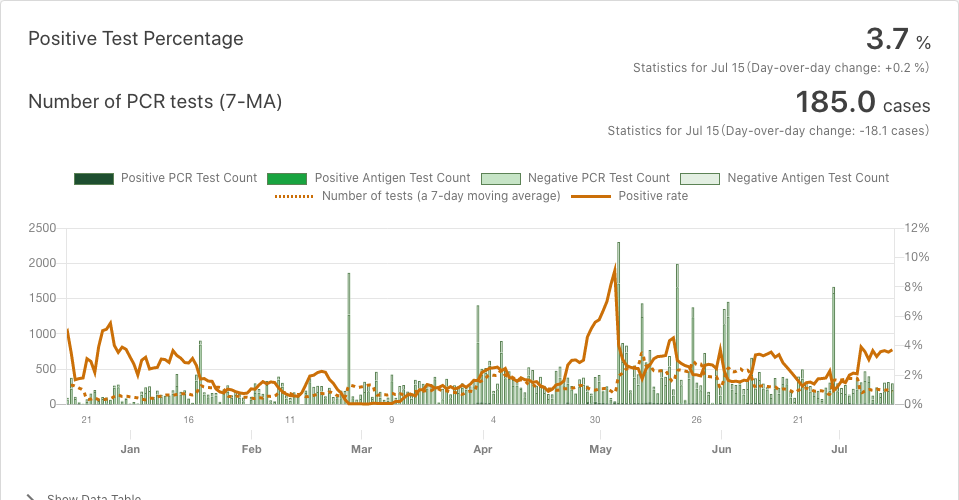 Positive Test Percentage
3.7 %
Statistics for Jul 15(Day-over-day change: +0.2 %)
Number of PCR tests (7-MA)
185.0 cases
Statistics for Jul 15(Day-over-day change: -18.1 cases)
Positive PCR Test Count Positive Antigen Test Count Negative PCR Test Count Negative Antigen Test Count
Number of tests (a 7-day moving average) Positive rate
2500 12%
10%
2000
8%
1500
6%
1000
4%
500
2%
0 0%
21 16 11 9 4 30 26 21
Jan Feb Mar Apr May Jun Jul
Show Data Table